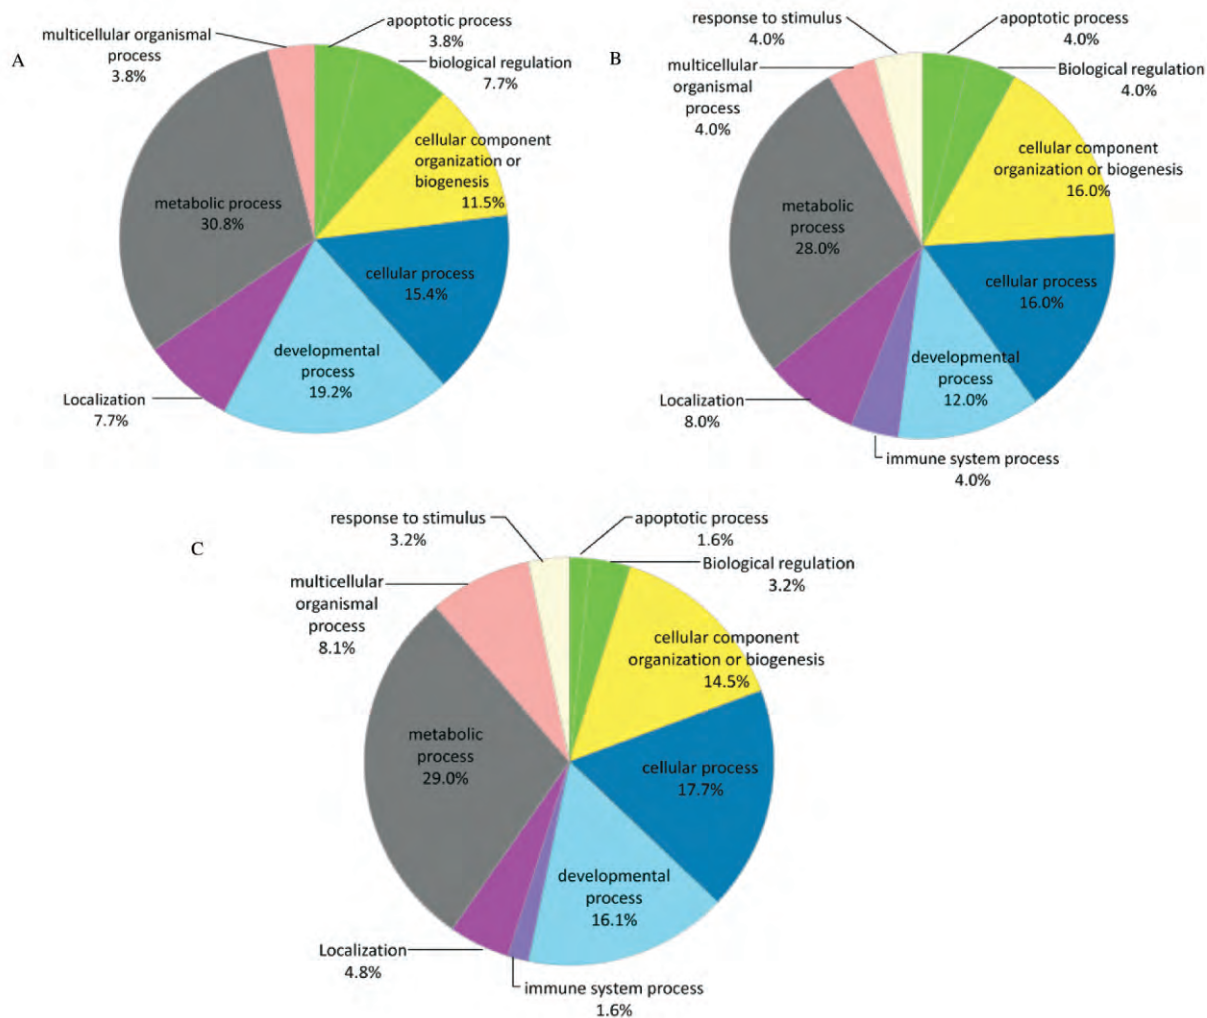 A
multicellular organismal
process
3.8%
apoptotic process
3.8%
biological regulation
7.7%
cellular component
organization or
biogenesis
11.5%
cellular process
15.4%
developmental
process
19.2%
Localization
7.7%
metabolic process
30.8%
B
response to stimulus
4.0%
apoptotic process
4.0%
Biological regulation
4.0%
cellular component
organization or biogenesis
16.0%
cellular process
16.0%
developmental
process
12.0%
immune system process
4.0%
Localization
8.0%
metabolic
process
28.0%
multicellular
organismal
process
4.0%
C
response to stimulus
3.2%
apoptotic process
1.6%
Biological regulation
3.2%
cellular component
organization or biogenesis
14.5%
cellular process
17.7%
developmental
process
16.1%
immune system process
1.6%
Localization
4.8%
metabolic
process
29.0%
multicellular
organismal
process
8.1%